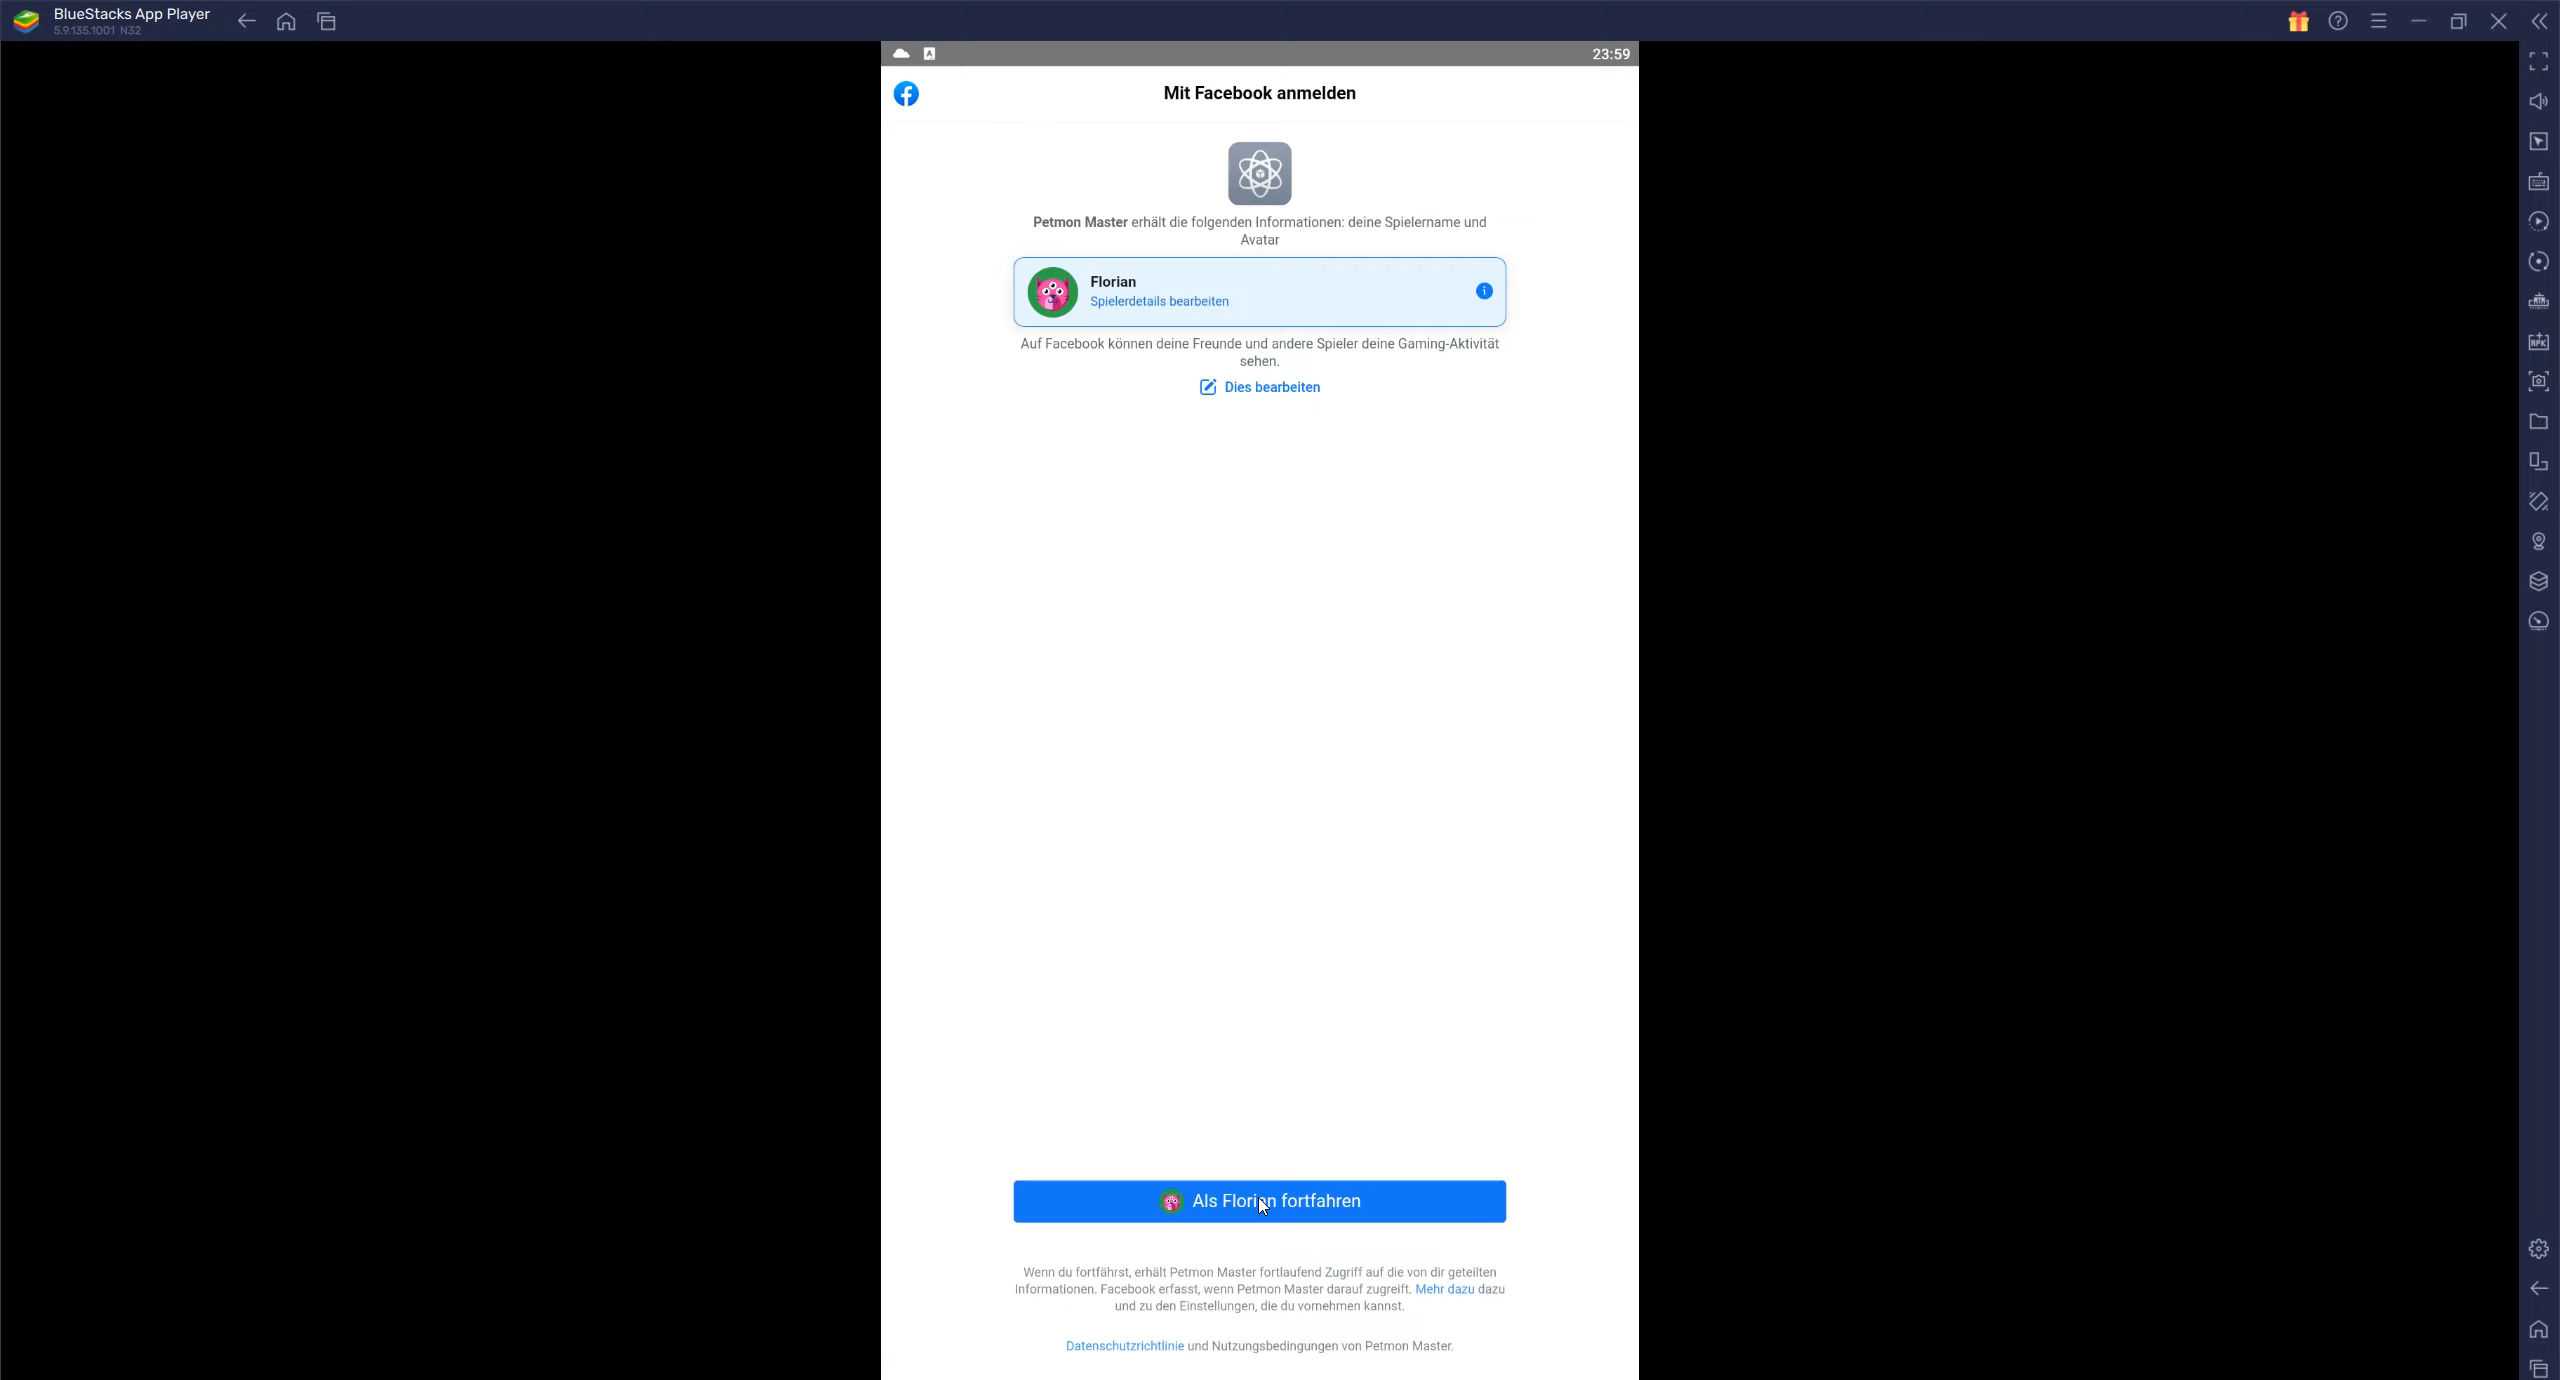 BlueStacks App Player
5.9.135.1001 N32
23:59
Mit Facebook anmelden
Petmon Master erhält die folgenden Informationen: deine Spielername und
Avatar
Florian
Spielerdetails bearbeiten
Auf Facebook können deine Freunde und andere Spieler deine Gaming-Aktivität
sehen.
Dies bearbeiten
Als Florian fortfahren
Wenn du fortfährst, erhält Petmon Master fortlaufend Zugriff auf die von dir geteilten
Informationen. Facebook erfasst, wenn Petmon Master darauf zugreift. Mehr dazu dazu
und zu den Einstellungen, die du vornehmen kannst.
Datenschutzrichtlinie und Nutzungsbedingungen von Petmon Master.